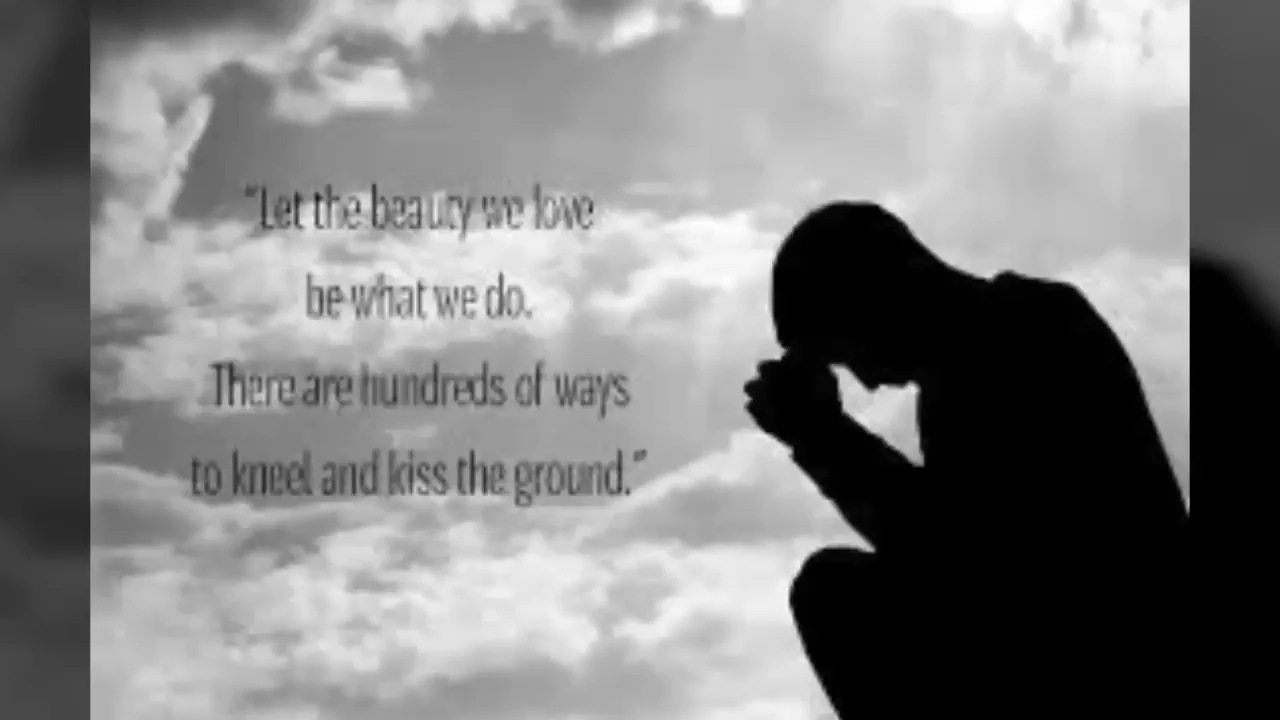 “Let the beauty we love
be what we do.
There are hundreds of ways
to kneel and kiss the ground.”